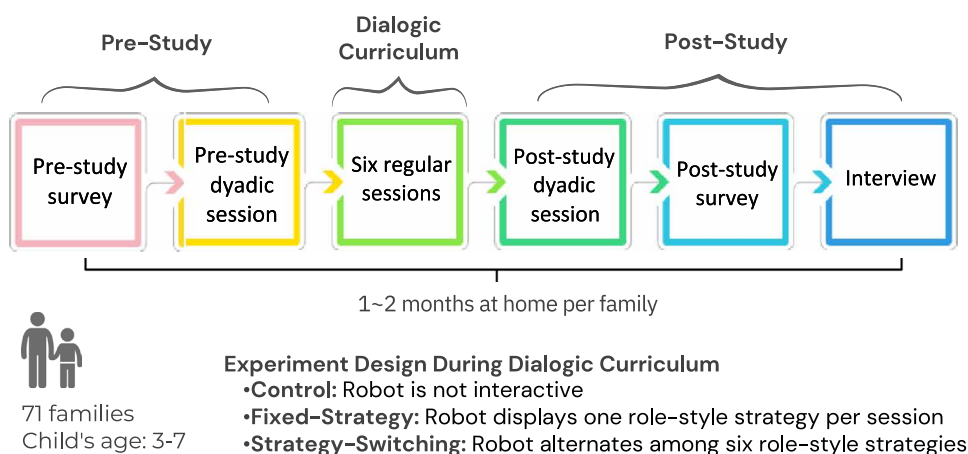 Pre-Study
Dialogic
Curriculum
Post-Study
Pre-study
survey
Pre-study
dyadic
session
Six regular
sessions
Post-study
dyadic
session
Post-study
survey
Interview
1~2 months at home per family
71 families
Child's age: 3-7
Experiment Design During Dialogic Curriculum
•Control: Robot is not interactive
•Fixed-Strategy: Robot displays one role-style strategy per session
•Strategy-Switching: Robot alternates among six role-style strategies